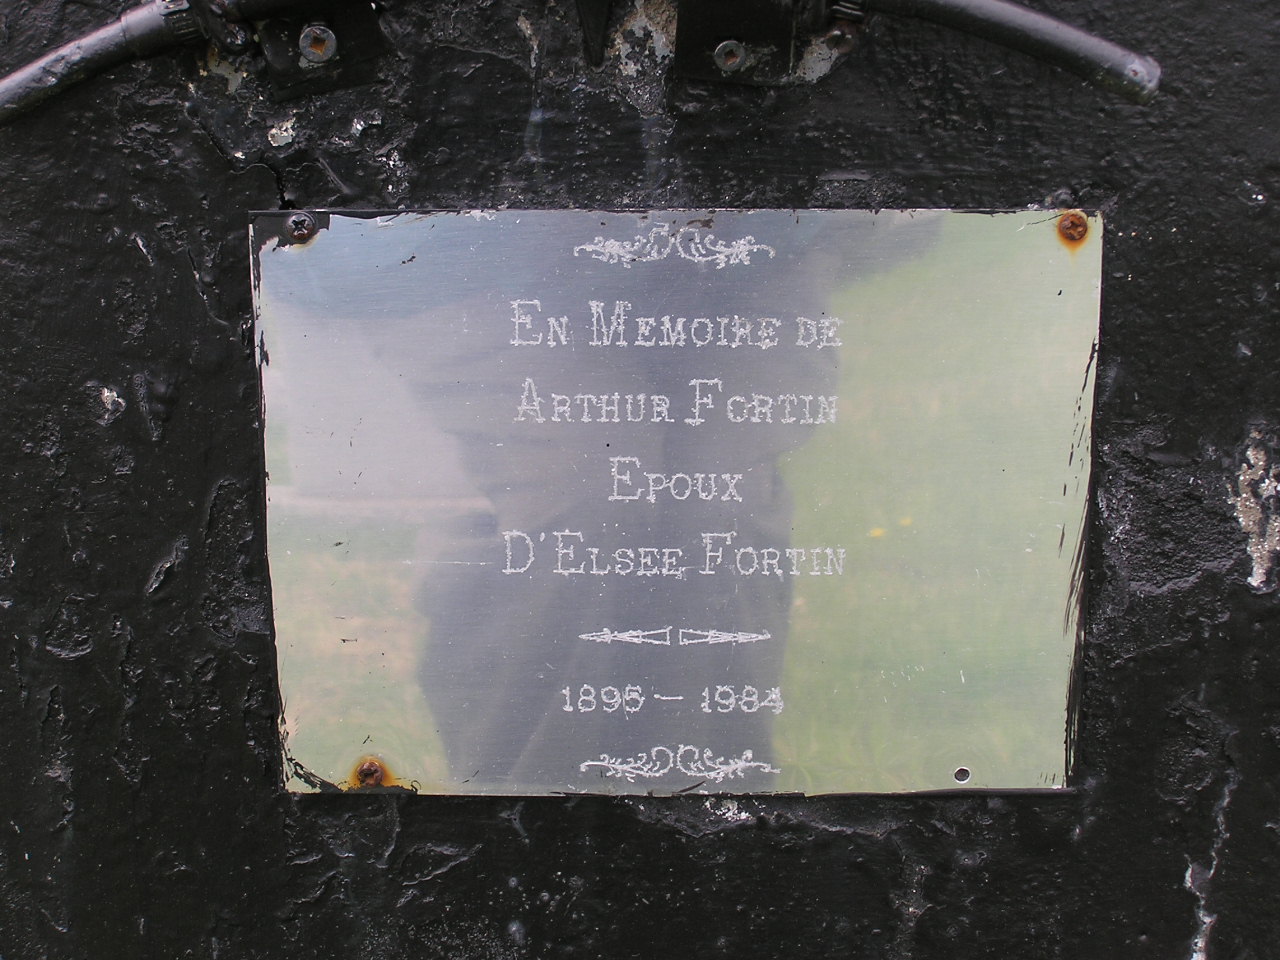 En Memoire de
Arthur Fortin
Epoux
D'Elsee Fortin
1895 - 1984